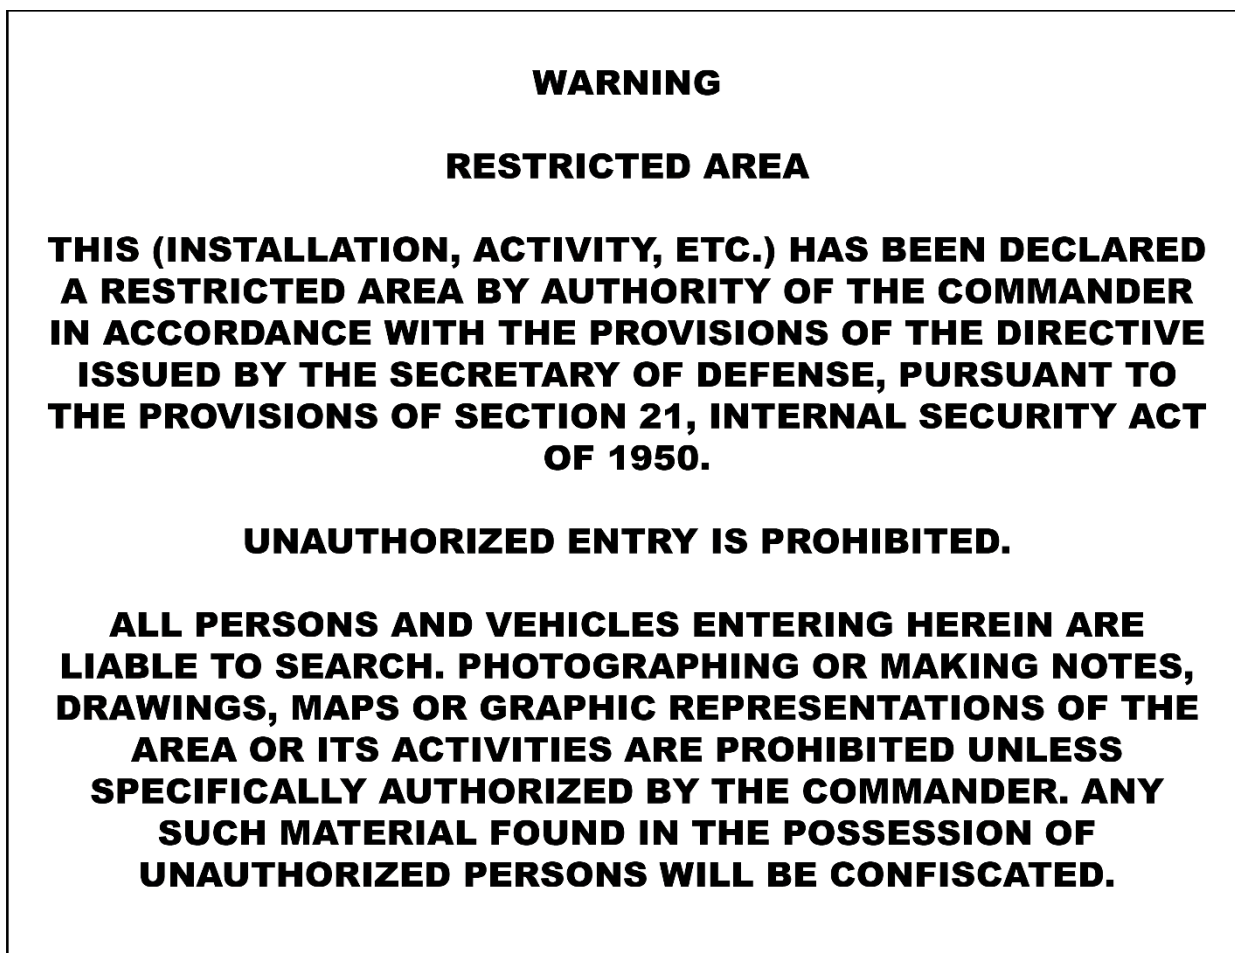 WARNING
RESTRICTED AREA
THIS (INSTALLATION, ACTIVITY, ETC.) HAS BEEN DECLARED
A RESTRICTED AREA BY AUTHORITY OF THE COMMANDER
IN ACCORDANCE WITH THE PROVISIONS OF THE DIRECTIVE
ISSUED BY THE SECRETARY OF DEFENSE, PURSUANT TO
THE PROVISIONS OF SECTION 21, INTERNAL SECURITY ACT
OF 1950.
UNAUTHORIZED ENTRY IS PROHIBITED.
ALL PERSONS AND VEHICLES ENTERING HEREIN ARE
LIABLE TO SEARCH. PHOTOGRAPHING OR MAKING NOTES,
DRAWINGS, MAPS OR GRAPHIC REPRESENTATIONS OF THE
AREA OR ITS ACTIVITIES ARE PROHIBITED UNLESS
SPECIFICALLY AUTHORIZED BY THE COMMANDER. ANY
SUCH MATERIAL FOUND IN THE POSSESSION OF
UNAUTHORIZED PERSONS WILL BE CONFISCATED.